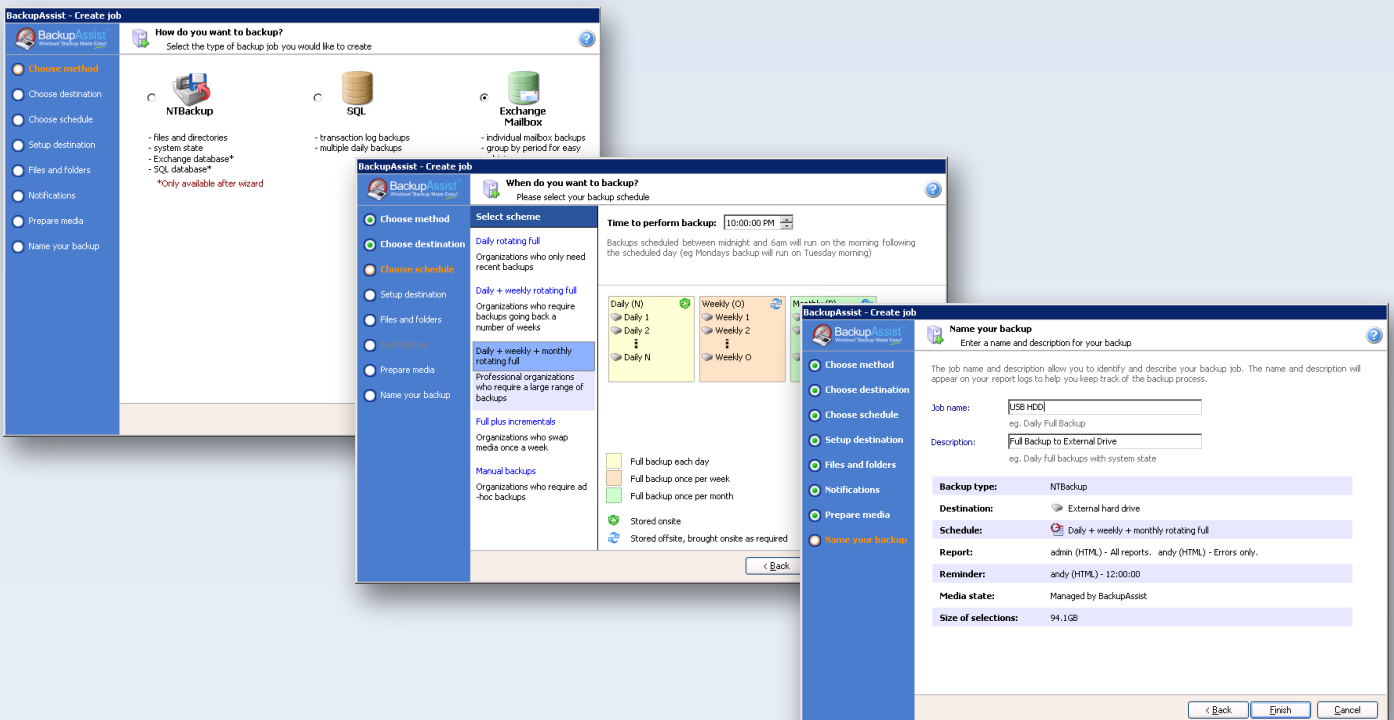 BackupAssist - Create job
BackupAssist
Windows Backup Made Easy!
How do you want to backup?
Select the type of backup job you would like to create
Choose method
Choose destination
Choose schedule
Setup destination
Files and folders
Notifications
Prepare media
Name your backup
NTBackup
- files and directories
- system state
- Exchange database*
- SQL database*
*Only available after wizard
SQL
- transaction log backups
- multiple daily backups
Exchange
Mailbox
- individual mailbox backups
- group by period for easy
BackupAssist - Create job
BackupAssist
Windows Backup Made Easy!
When do you want to backup?
Please select your backup schedule
Choose method
Choose destination
Choose schedule
Setup destination
Files and folders
Notifications
Prepare media
Name your backup
Select scheme
Daily rotating full
Organizations who only need
recent backups
Daily + weekly rotating full
Organizations who require
backups going back a
number of weeks
Daily + weekly + monthly
rotating full
Professional organizations
who require a large range of
backups
Full plus incrementals
Organizations who swap
media once a week
Manual backups
Organizations who require ad
-hoc backups
Time to perform backup: 10:00:00 PM
Backups scheduled between midnight and 6am will run on the morning following
the scheduled day (eg Mondays backup will run on Tuesday morning)
Daily (N)
Daily 1
Daily 2
Daily N
Weekly (O)
Weekly 1
Weekly 2
Weekly O
Full backup each day
Full backup once per week
Full backup once per month
Stored onsite
Stored offsite, brought onsite as required
< Back
BackupAssist - Create job
BackupAssist
Windows Backup Made Easy!
Name your backup
Enter a name and description for your backup
Choose method
Choose destination
Choose schedule
Setup destination
Files and folders
Notifications
Prepare media
Name your backup
The job name and description allow you to identify and describe your backup job. The name and description will
appear on your report logs to help you keep track of the backup process.
Job name: USB HDD
eg. Daily Full Backup
Description: Full Backup to External Drive
eg. Daily full backups with system state
Backup type: NTBackup
Destination: External hard drive
Schedule: Daily + weekly + monthly rotating full
Report: admin (HTML) - All reports. andy (HTML) - Errors only.
Reminder: andy (HTML) - 12:00:00
Media state: Managed by BackupAssist
Size of selections: 94.1GB
< Back
Finish
Cancel